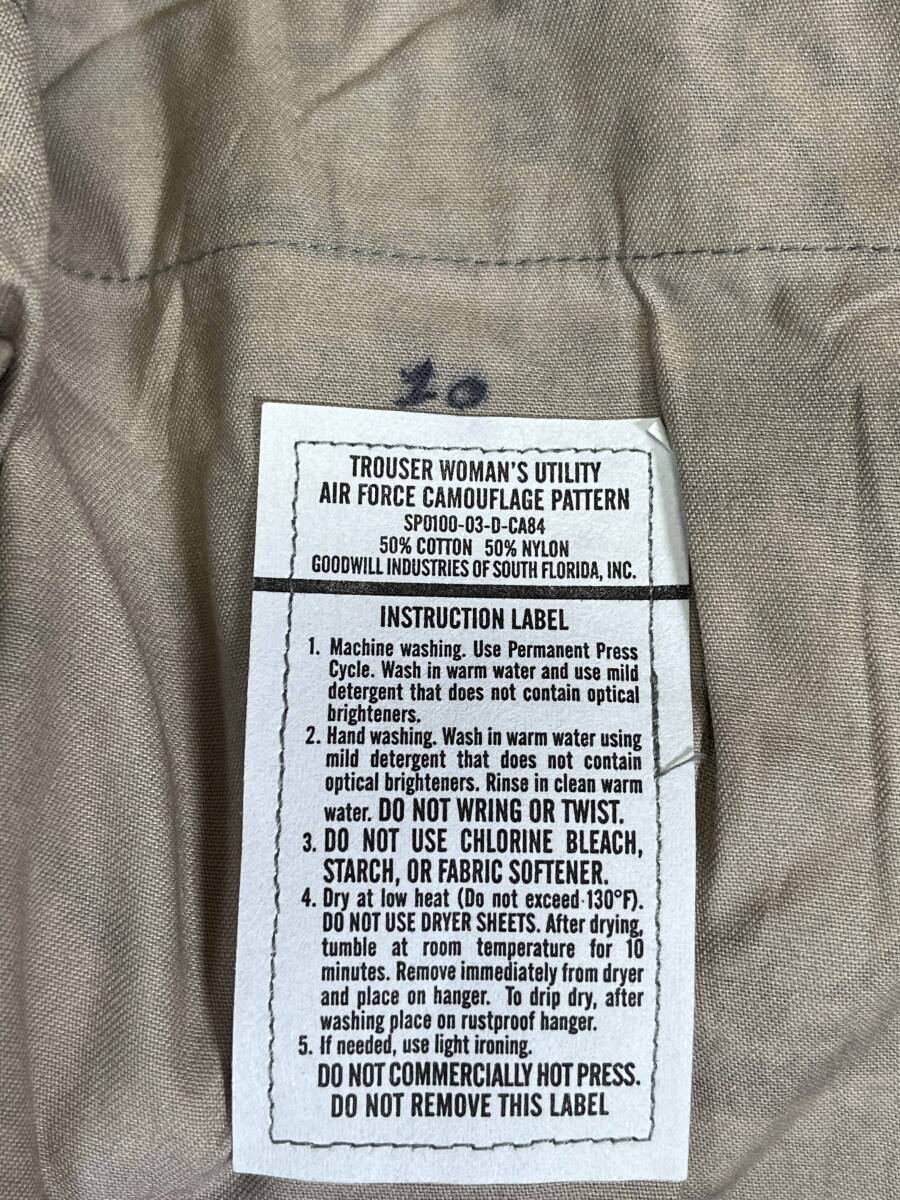 20
TROUSER WOMAN'S UTILITY
AIR FORCE CAMOUFLAGE PATTERN
SPO100-03-D-CA84
50% COTTON 50% NYLON
GOODWILL INDUSTRIES OF SOUTH FLORIDA, INC.
INSTRUCTION LABEL
1. Machine washing. Use Permanent Press
Cycle. Wash in warm water and use mild
detergent that does not contain optical
brighteners.
2. Hand washing. Wash in warm water using
mild detergent that does not contain
optical brighteners. Rinse in clean warm
water. DO NOT WRING OR TWIST.
3. DO NOT USE CHLORINE BLEACH,
STARCH, OR FABRIC SOFTENER.
4. Dry at low heat (Do not exceed 130°F).
DO NOT USE DRYER SHEETS. After drying,
tumble at room temperature for 10
minutes. Remove immediately from dryer
and place on hanger. To drip dry, after
washing place on rustproof hanger.
5. If needed, use light ironing.
DO NOT COMMERCIALLY HOT PRESS.
DO NOT REMOVE THIS LABEL